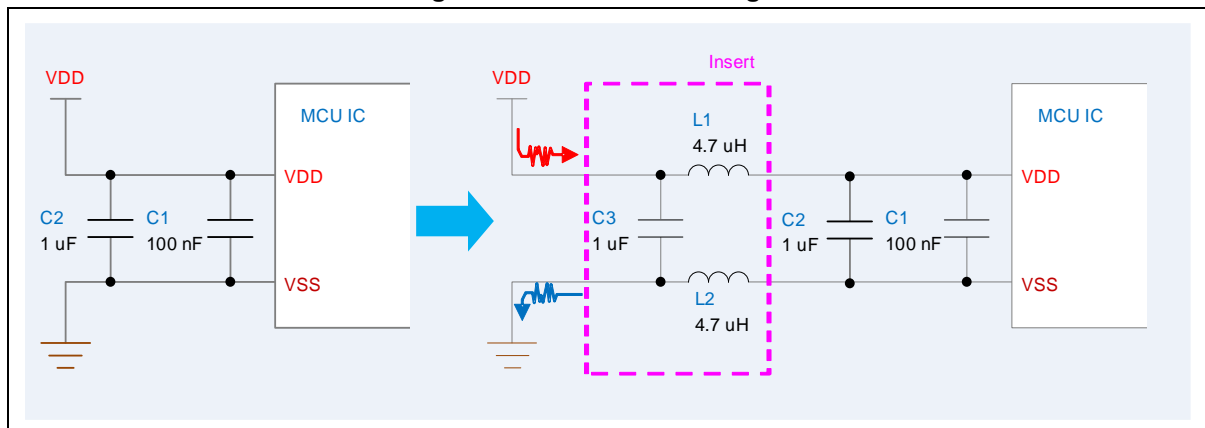 VDD
MCU IC
VDD
C2
1 uF
C1
100 nF
VSS
Insert
VDD
L1
4.7 uH
MCU IC
VDD
C3
1 uF
C2
1 uF
C1
100 nF
VSS
L2
4.7 uH